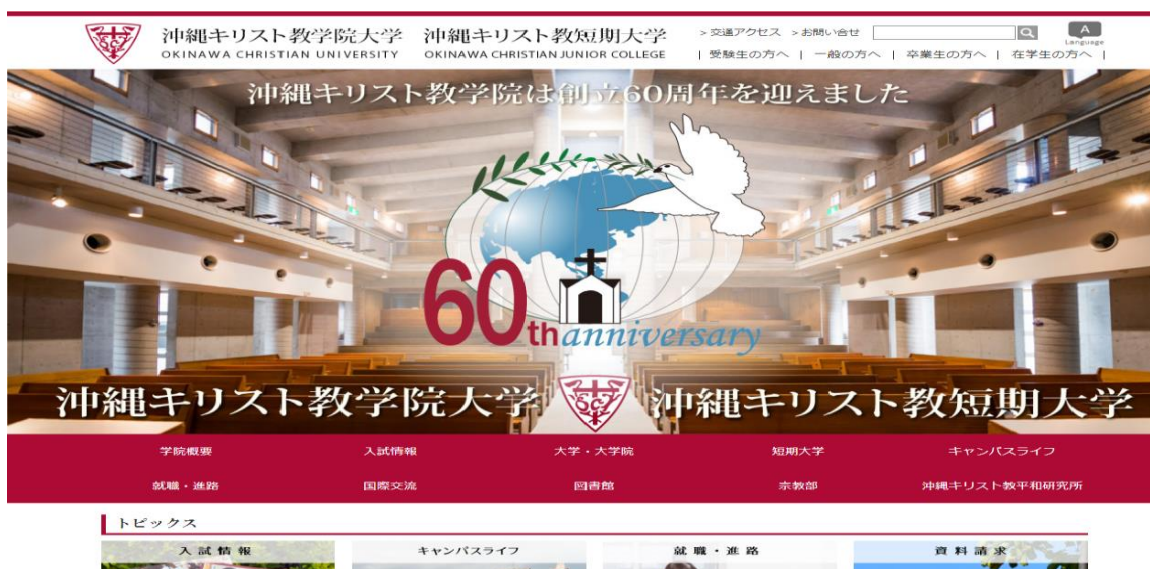 沖縄キリスト教学院大学
OKINAWA CHRISTIAN UNIVERSITY
沖縄キリスト教短期大学
OKINAWA CHRISTIAN JUNIOR COLLEGE
> 交通アクセス > お問い合せ
A
Language
| 受験生の方へ | 一般の方へ | 卒業生の方へ | 在学生の方へ |
沖縄キリスト教学院は創立60周年を迎えました
60th anniversary
沖縄キリスト教学院大学 沖縄キリスト教短期大学
学院概要 入試情報 大学・大学院 短期大学 キャンパスライフ
就職・進路 国際交流 図書館 宗教部 沖縄キリスト教平和研究所
トピックス
入試情報 キャンパスライフ 就職・進路 資料請求